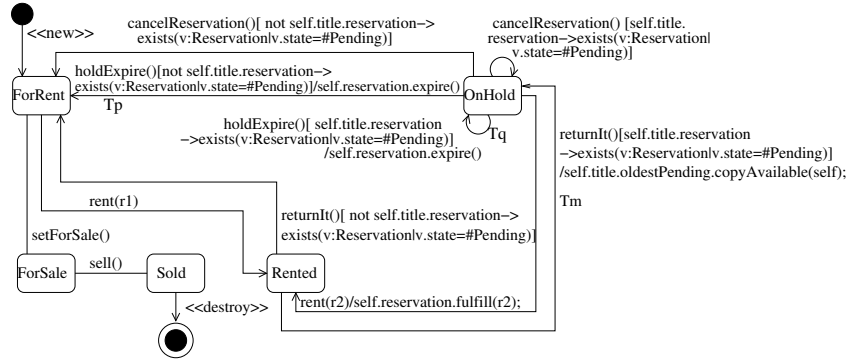 <<new>>
cancelReservation()[ not self.title.reservation−>
exists(v:Reservation|v.state=#Pending)]
cancelReservation() [self.title.
reservation−>exists(v:Reservation|
v.state=#Pending)]
holdExpire()[not self.title.reservation−>
exists(v:Reservation|v.state=#Pending)]/self.reservation.expire()
ForRent
OnHold
Tp
holdExpire()[ self.title.reservation
−>exists(v:Reservation|v.state=#Pending)]
/self.reservation.expire()
Tq
returnIt()[self.title.reservation
−>exists(v:Reservation|v.state=#Pending)]
/self.title.oldestPending.copyAvailable(self);
Tm
rent(r1)
returnIt()[ not self.title.reservation−>
exists(v:Reservation|v.state=#Pending)]
setForSale()
ForSale
sell()
Sold
Rented
<<destroy>>
rent(r2)/self.reservation.fulfill(r2);